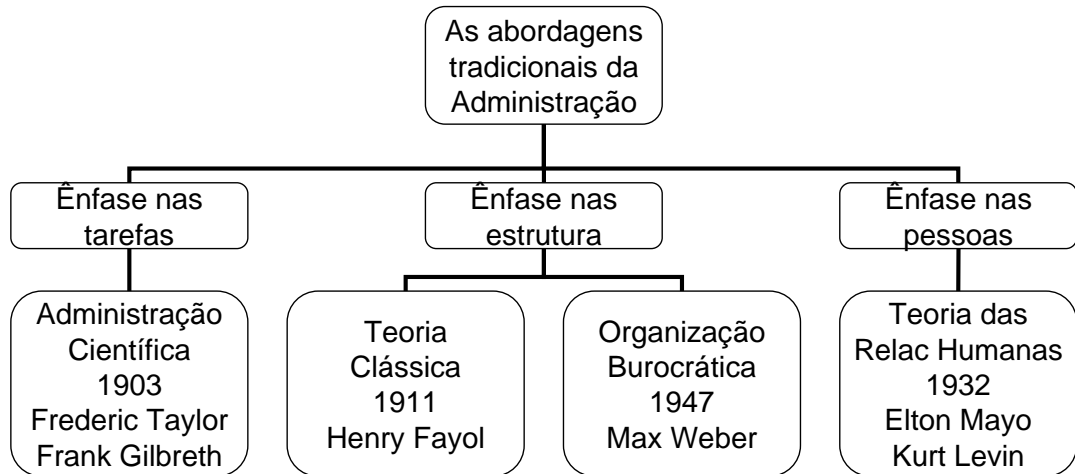 As abordagens
tradicionais da
Administração
Ênfase nas
tarefas
Ênfase nas
estrutura
Ênfase nas
pessoas
Administração
Científica
1903
Frederic Taylor
Frank Gilbreth
Teoria
Clássica
1911
Henry Fayol
Organização
Burocrática
1947
Max Weber
Teoria das
Relac Humanas
1932
Elton Mayo
Kurt Levin